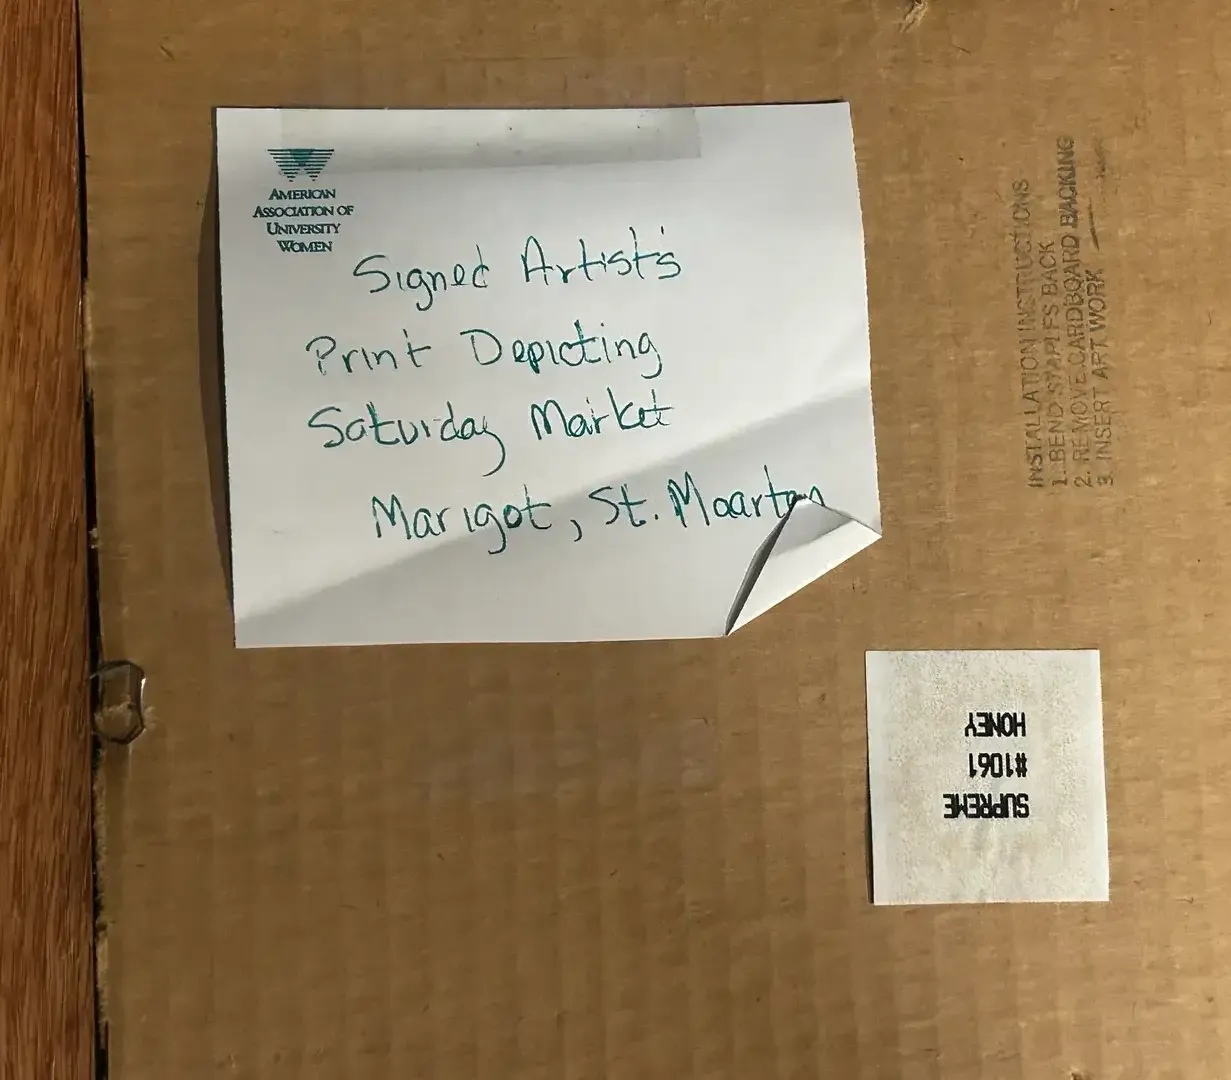 AMERICAN
ASSOCIATION OF
UNIVERSITY
WOMEN
Signed Artist's
Print Depicting
Saturday Market
Marigot, St. Maarten
INSTALLATION INSTRUCTIONS
1. BEND STAPLES BACK
2. REMOVE CARDBOARD BACKING
3. INSERT ART WORK
SUPREME
#1061
HONEY